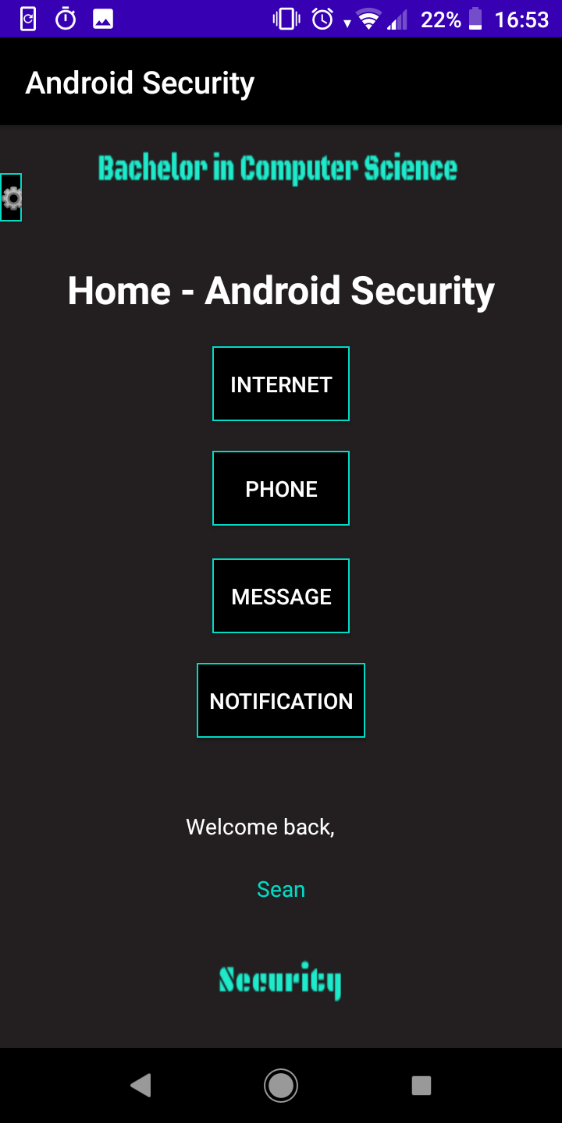 22% 16:53
Android Security
Bachelor in Computer Science
Home - Android Security
INTERNET
PHONE
MESSAGE
NOTIFICATION
Welcome back,
Sean
Security